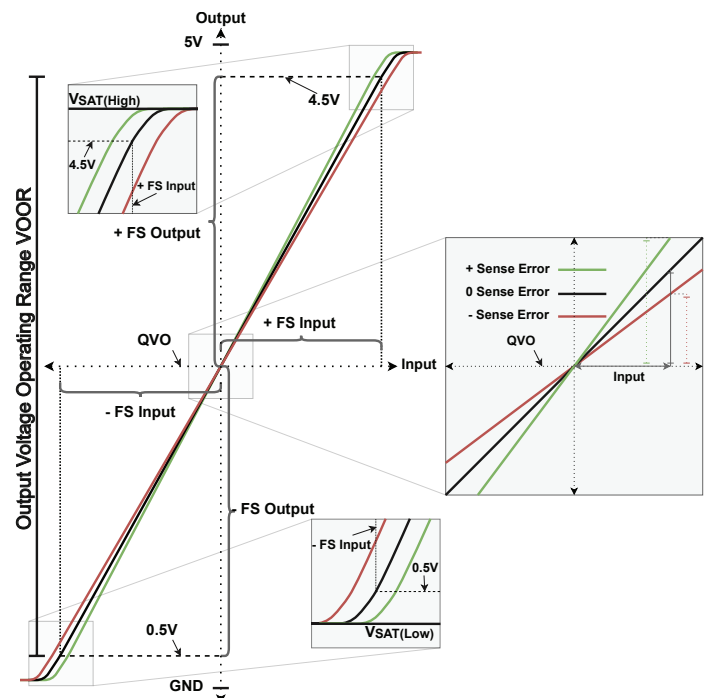 Output
5V
VSAT(High)
4.5V
+ FS Input
4.5V
+ FS Output
Output Voltage Operating Range VOOR
+ Sense Error
0 Sense Error
- Sense Error
QVO
Input
+ FS Input
QVO
Input
- FS Input
- FS Output
- FS Input
0.5V
VSAT(Low)
0.5V
GND